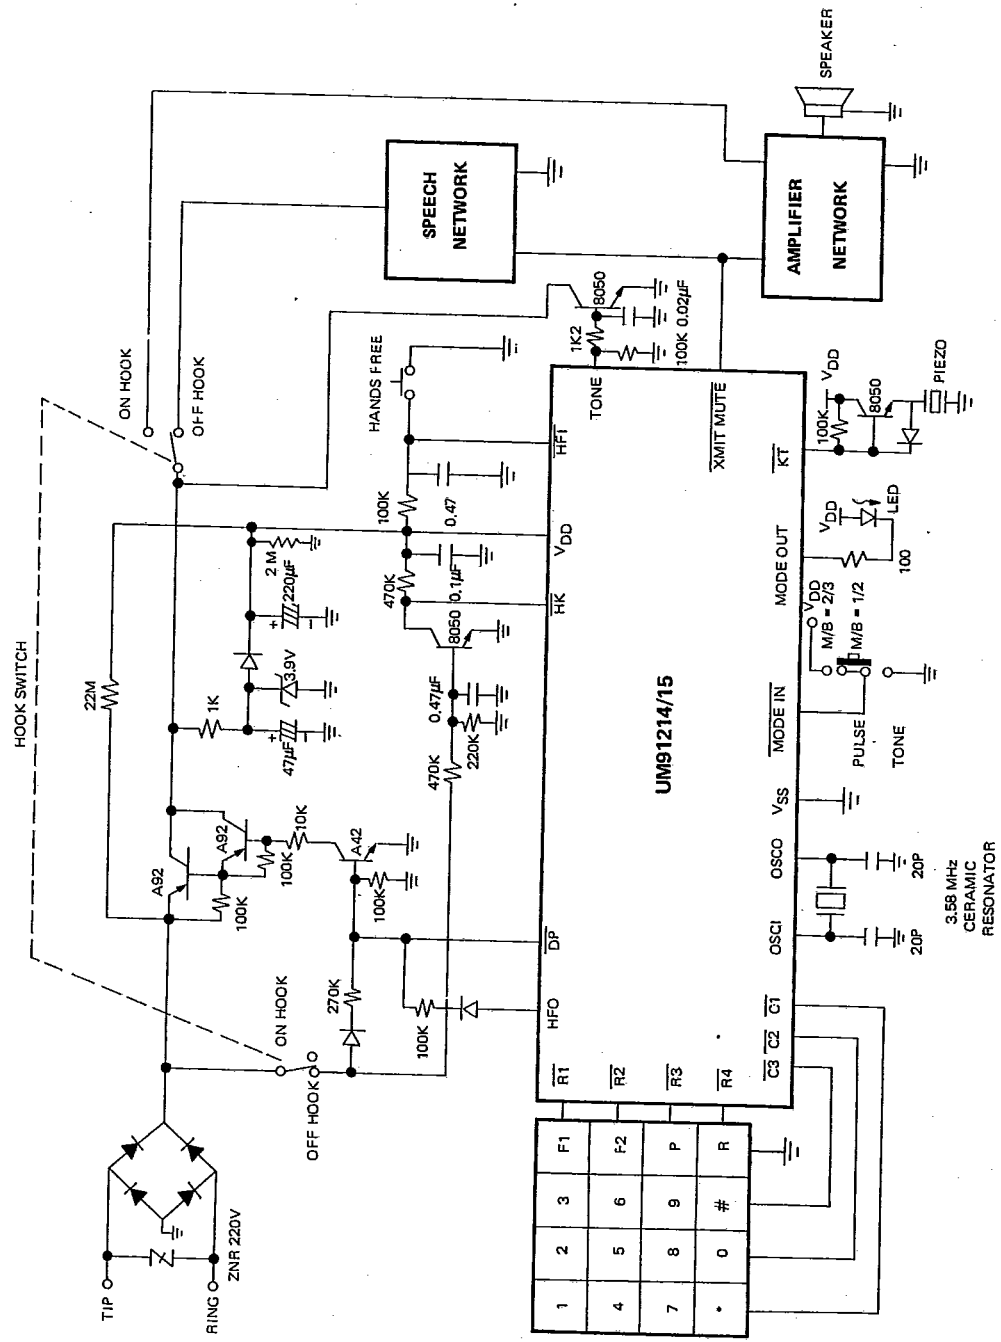 HOOK SWITCH
ON HOOK
OFF HOOK
22M
A92
A92
100K
100K
10K
1K
47μF
+
−
3.9V
220μF
+
−
2 M
TIP
RING
ZNR 220V
ON HOOK
OFF HOOK
270K
100K
100K
A42
470K
220K
0.47μF
8050
470K
0.1μF
100K
0.47
HANDS FREE
1K2
8050
100K
0.02μF
SPEECH
NETWORK
AMPLIFIER
NETWORK
SPEAKER
UM91214/15
HFO
DP
HK
VDD
HFI
TONE
XMIT MUTE
KT
MODE OUT
MODE IN
VSS
OSCO
OSCI
C1
C2
C3
R1
R2
R3
R4
1
2
3
F1
4
5
6
F2
7
8
9
P
*
0
#
R
20P
20P
3.58 MHz
CERAMIC
RESONATOR
PULSE
TONE
VDD
M/B = 2/3
M/B = 1/2
VDD
LED
100
100K
VDD
8050
PIEZO